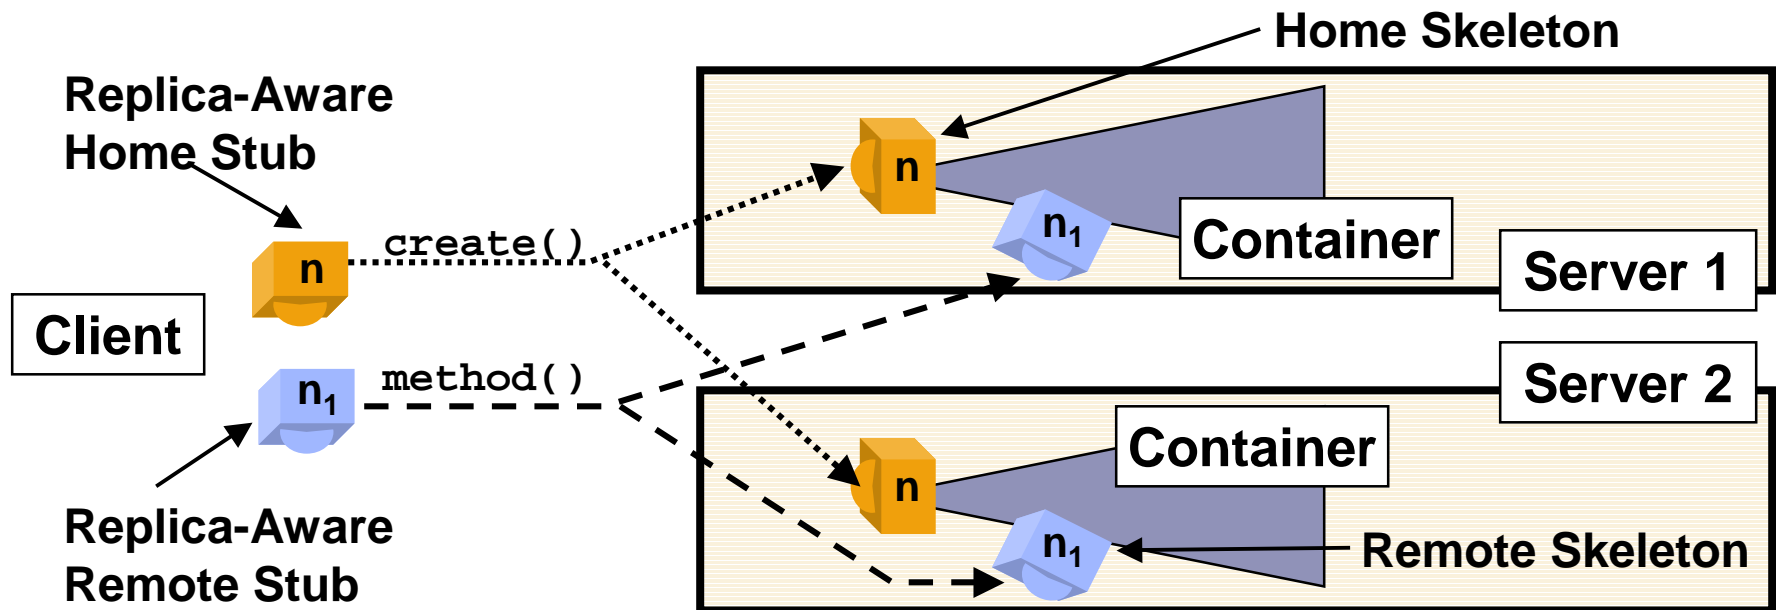 Home Skeleton
Replica-Aware
Home Stub
n
n1
Container
Server 1
n
create()
Client
n1
method()
Server 2
Container
n
n1
Remote Skeleton
Replica-Aware
Remote Stub